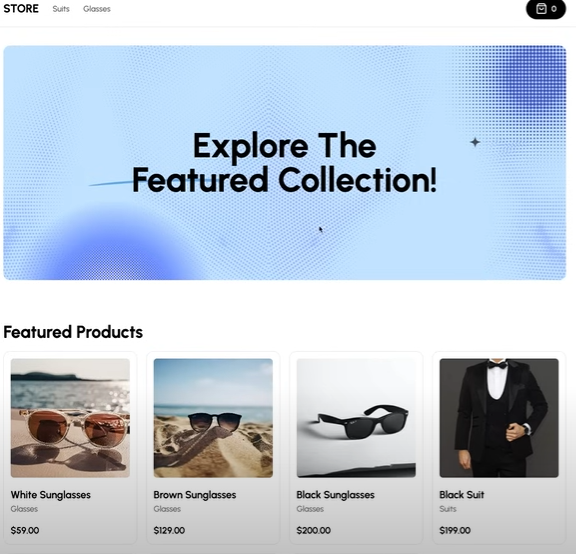 STORE Suits Glasses 0
Explore The
Featured Collection!
Featured Products
White Sunglasses
Glasses
$59.00
Brown Sunglasses
Glasses
$129.00
Black Sunglasses
Glasses
$200.00
Black Suit
Suits
$199.00